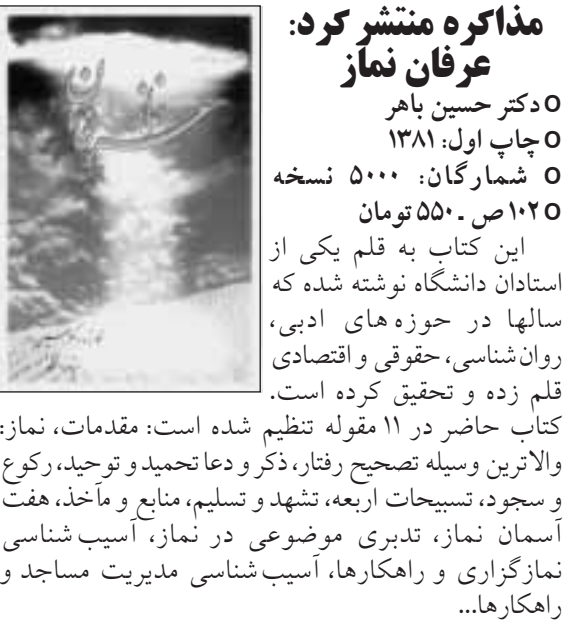 مذاکره منتشر کرد:
عرفان نماز
o دکتر حسین باهر
o چاپ اول: ۱۳۸۱
o شمارگان: ۵۰۰۰ نسخه
o ۱۰۲ ص ـ ۵۵۰ تومان
این کتاب به قلم یکی از
استادان دانشگاه نوشته شده که
سالها در حوزه های ادبی،
روان‌شناسی، حقوقی و اقتصادی
قلم زده و تحقیق کرده است.
کتاب حاضر در ۱۱ مقوله تنظیم شده است: مقدمات، نماز:
والاترین وسیله تصحیح رفتار، ذکر و دعا تحمید و توحید، رکوع
و سجود، تسبیحات اربعه، تشهد و تسلیم، منابع و مآخذ، هفت
آسمان نماز، تدبری موضوعی در نماز، آسیب شناسی
نمازگزاری و راهکارها، آسیب شناسی مدیریت مساجد و
راهکارها...